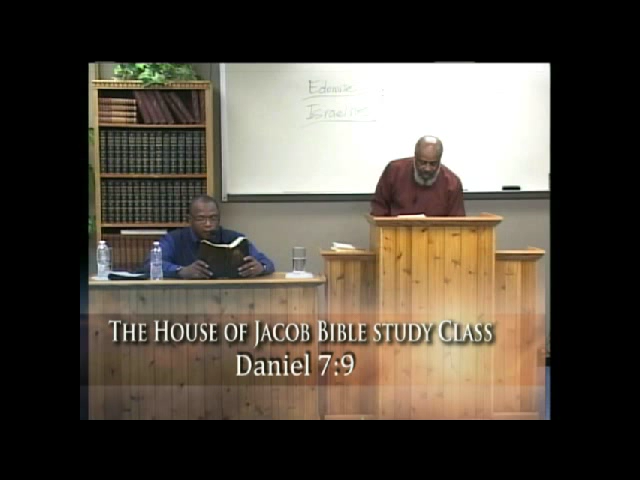 Edomite
Israelite
THE HOUSE OF JACOB BIBLE STUDY CLASS
Daniel 7:9